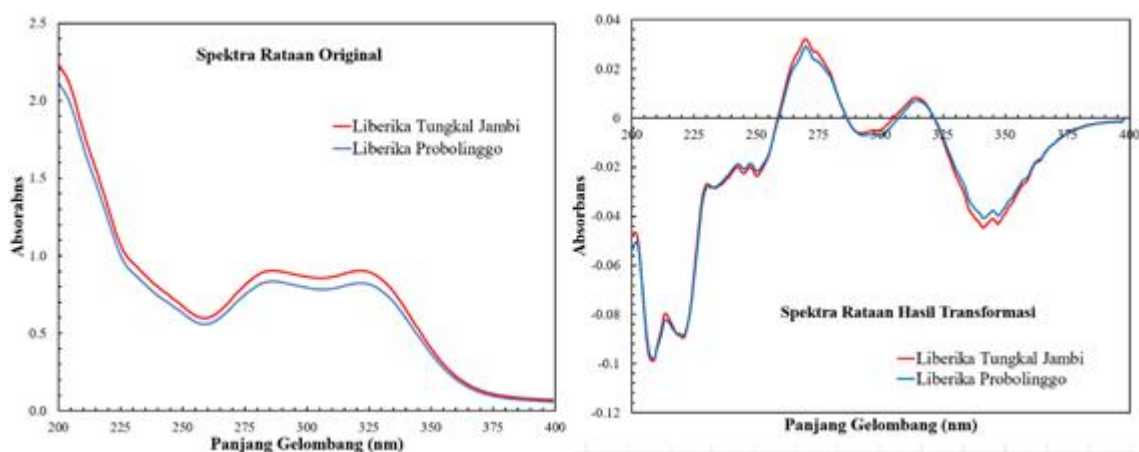 2.5
Spektra Rataan Original
2.0
Liberika Tungkal Jambi
Liberika Probolinggo
1.5
Absorabns
1.0
0.5
0.0
200 225 250 275 300 325 350 375 400
Panjang Gelombang (nm)
0.04
0.02
0
200 225 250 275 300 325 350 375 400
-0.02
Absorbans
-0.04
-0.06
-0.08
Spektra Rataan Hasil Transformasi
Liberika Tungkal Jambi
-0.1
Liberika Probolinggo
-0.12
Panjang Gelombang (nm)